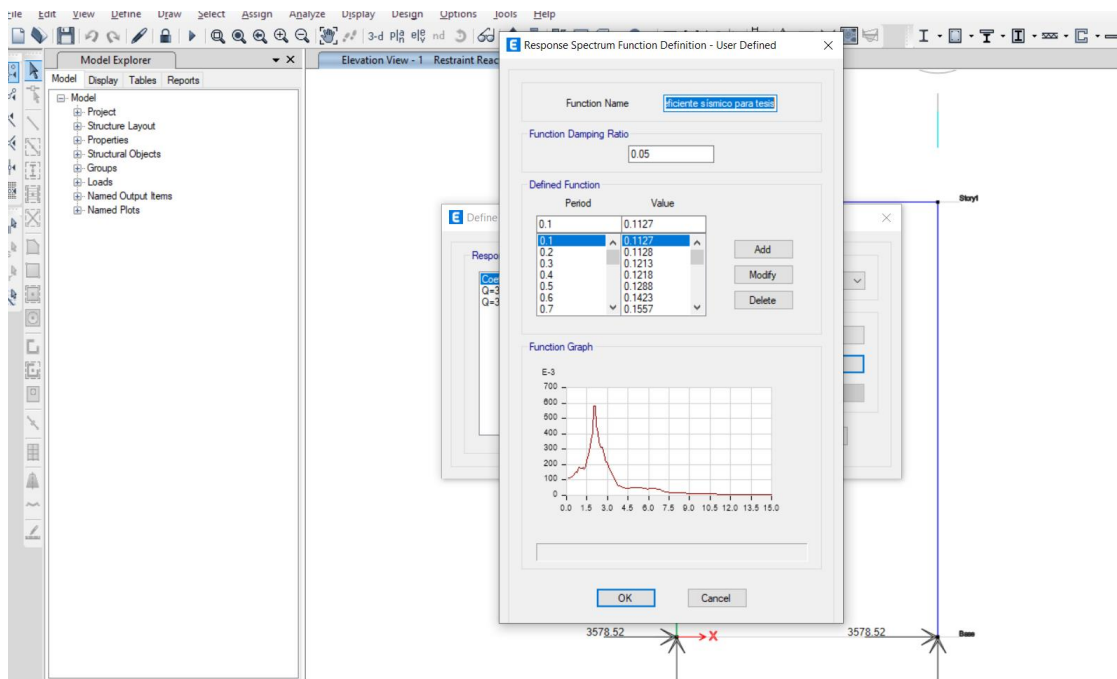 Edit View Define Draw Select Assign Analyze Display Design Options Tools Help
3-d nd
Model Explorer
Elevation View - 1 Restraint Reac
Model Display Tables Reports
Model
Project
Structure Layout
Properties
Structural Objects
Groups
Loads
Named Output Items
Named Plots
Define
Respo
Coef
Q=3
Q=3
Response Spectrum Function Definition - User Defined
Function Name
eficiente sísmico para tesis
Function Damping Ratio
0.05
Defined Function
Period Value
0.1 0.1127
0.1 0.1127
0.2 0.1128
0.3 0.1213
0.4 0.1218
0.5 0.1288
0.6 0.1423
0.7 0.1557
Add
Modify
Delete
Function Graph
E-3
700
600
500
400
300
200
100
0
0.0 1.5 3.0 4.5 6.0 7.5 9.0 10.5 12.0 13.5 15.0
OK Cancel
Story1
3578.52 X 3578.52 Base